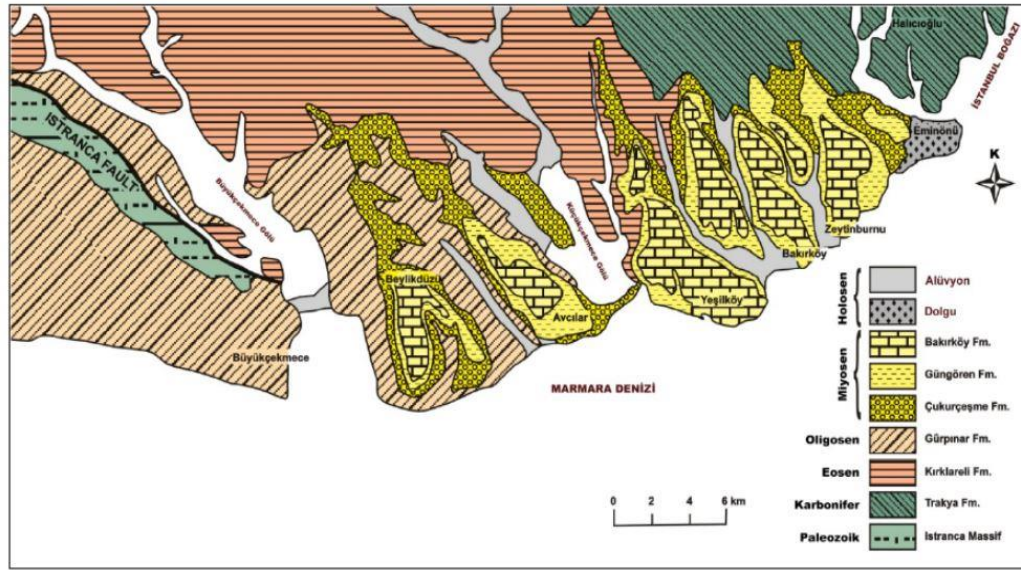 Halıcıoğlu
İSTANBUL BOĞAZI
Eminönü
K
ISTRANCA FAULT
Büyükçekmece Gölü
Küçükçekmece Gölü
Zeytinburnu
Bakırköy
Beylikdüzü
Yeşilköy
Avcılar
Büyükçekmece
MARMARA DENİZİ
0 2 4 6 km
Holosen
Alüvyon
Dolgu
Miyosen
Bakırköy Fm.
Güngören Fm.
Çukurçeşme Fm.
Oligosen Gürpınar Fm.
Eosen Kırklareli Fm.
Karbonifer Trakya Fm.
Paleozoik Istranca Massif